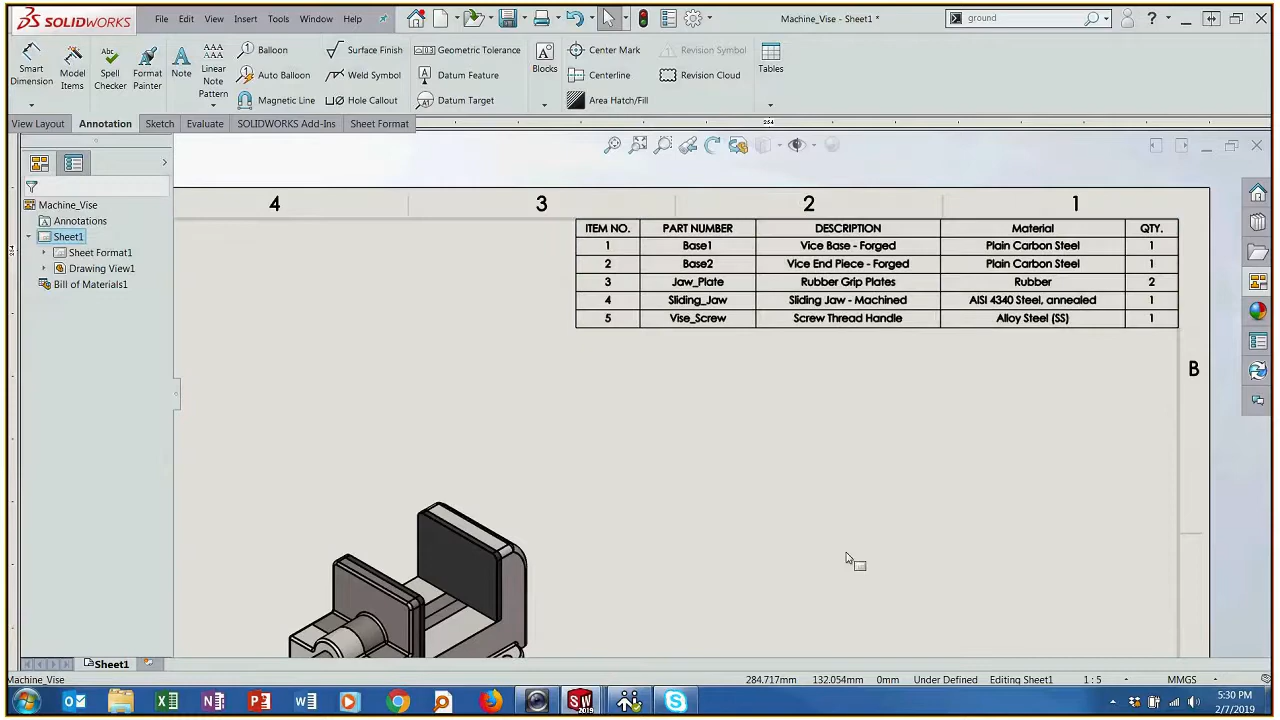 SOLIDWORKS File Edit View Insert Tools Window Help Machine_Vise - Sheet1 * ground
Smart Dimension
Model Items
Spell Checker
Format Painter
Note
Linear Note Pattern
Balloon
Auto Balloon
Magnetic Line
Surface Finish
Weld Symbol
Hole Callout
Geometric Tolerance
Datum Feature
Datum Target
Blocks
Center Mark
Centerline
Area Hatch/Fill
Revision Symbol
Revision Cloud
Tables
View Layout Annotation Sketch Evaluate SOLIDWORKS Add-Ins Sheet Format
Machine_Vise
Annotations
Sheet1
Sheet Format1
Drawing View1
Bill of Materials1
4 3 2 1
ITEM NO. PART NUMBER DESCRIPTION Material QTY.
1 Base1 Vice Base - Forged Plain Carbon Steel 1
2 Base2 Vice End Piece - Forged Plain Carbon Steel 1
3 Jaw_Plate Rubber Grip Plates Rubber 2
4 Sliding_Jaw Sliding Jaw - Machined AISI 4340 Steel, annealed 1
5 Vise_Screw Screw Thread Handle Alloy Steel (SS) 1
B
Sheet1
Machine_Vise 284.717mm 132.054mm 0mm Under Defined Editing Sheet1 1 : 5 - MMGS -
5:30 PM
2/7/2019